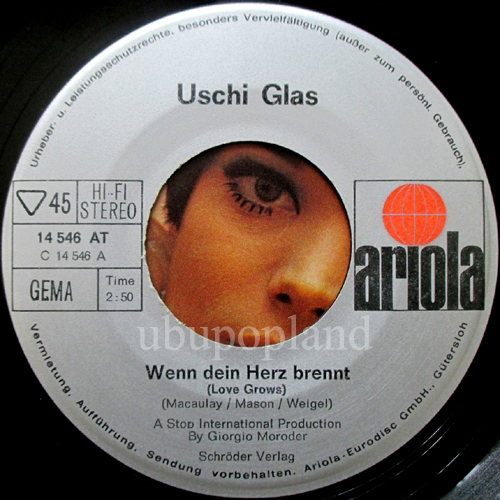 Urheber- u. Leistungsschutzrechte, besonders Vervielfältigung (außer zum persönl. Gebrauch),
Uschi Glas
45
HI-FI
STEREO
14 546 AT
C 14 546 A
GEMA
Time
2:50
ariola
ubupopland
Wenn dein Herz brennt
(Love Grows)
(Macaulay / Mason / Weigel)
A Stop International Production
By Giorgio Moroder
Schröder Verlag
Vermietung, Aufführung, Sendung vorbehalten. Ariola-Eurodisc GmbH., Gütersloh